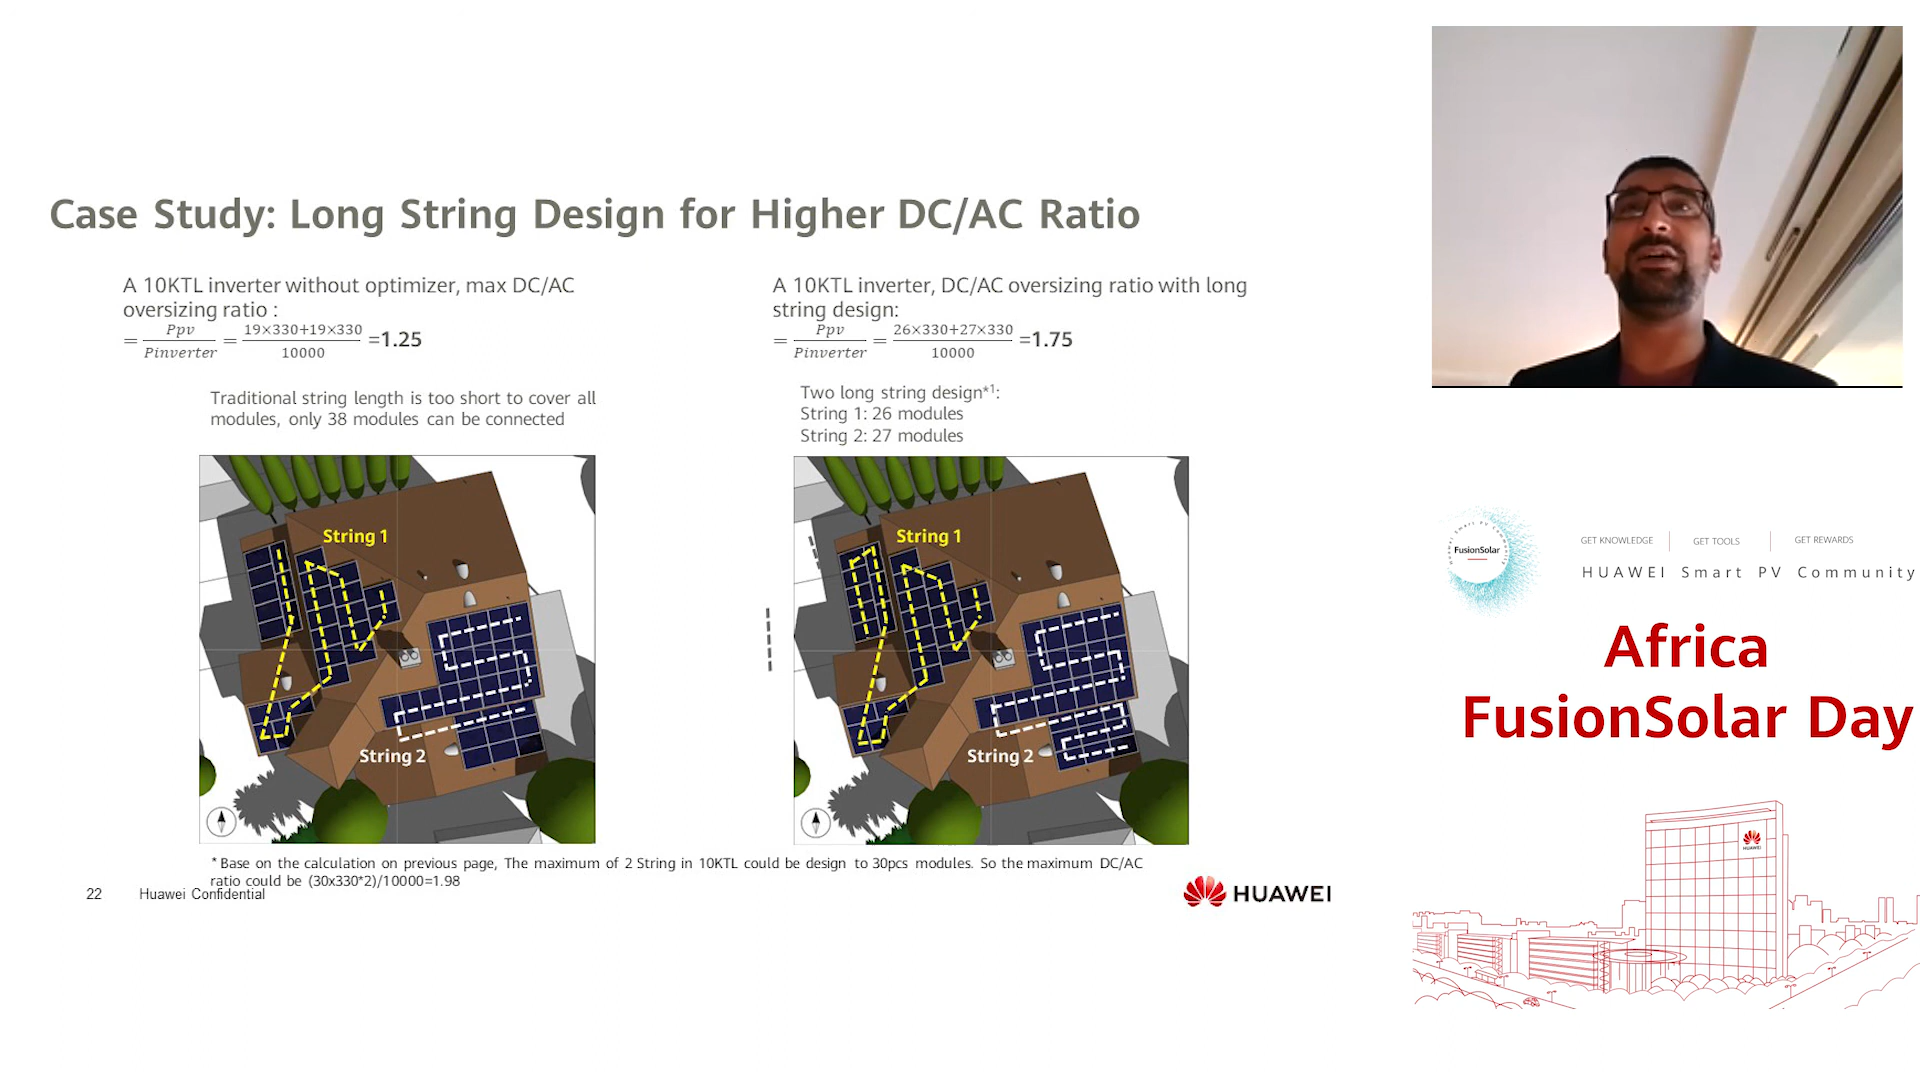 Case Study: Long String Design for Higher DC/AC Ratio
A 10KTL inverter without optimizer, max DC/AC
oversizing ratio :
= Ppv / Pinverter = 19×330+19×330 / 10000 =1.25
Traditional string length is too short to cover all
modules, only 38 modules can be connected
String 1
String 2
A 10KTL inverter, DC/AC oversizing ratio with long
string design:
= Ppv / Pinverter = 26×330+27×330 / 10000 =1.75
Two long string design*1:
String 1: 26 modules
String 2: 27 modules
String 1
String 2
* Base on the calculation on previous page, The maximum of 2 String in 10KTL could be design to 30pcs modules. So the maximum DC/AC
ratio could be (30x330*2)/10000=1.98
22 Huawei Confidential
HUAWEI
FusionSolar
GET KNOWLEDGE GET TOOLS GET REWARDS
HUAWEI Smart PV Community
Africa
FusionSolar Day
HUAWEI